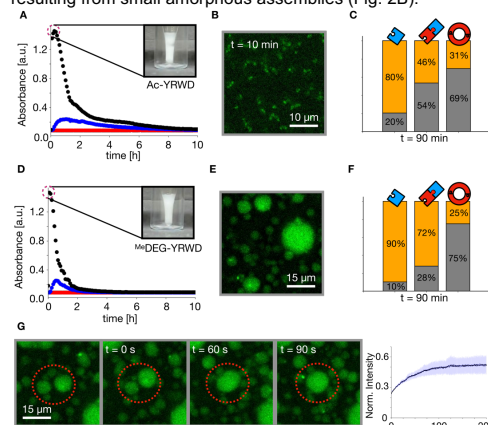 resulting from small amorphous assemblies (Fig. 2B).
A
B
C
Absorbance [a.u.]
1.2
0.8
0.4
0.0
0
2
4
6
8
10
time [h]
Ac-YRWD
t = 10 min
10 µm
80%
20%
46%
54%
31%
69%
t = 90 min
D
E
F
Absorbance [a.u.]
1.2
0.8
0.4
0.0
0
2
4
6
8
10
time [h]
MeDEG-YRWD
15 µm
90%
10%
72%
28%
25%
75%
t = 90 min
G
t = 0 s
t = 60 s
t = 90 s
15 µm
Norm. Intensity
0.6
0.3
0.0
0
100